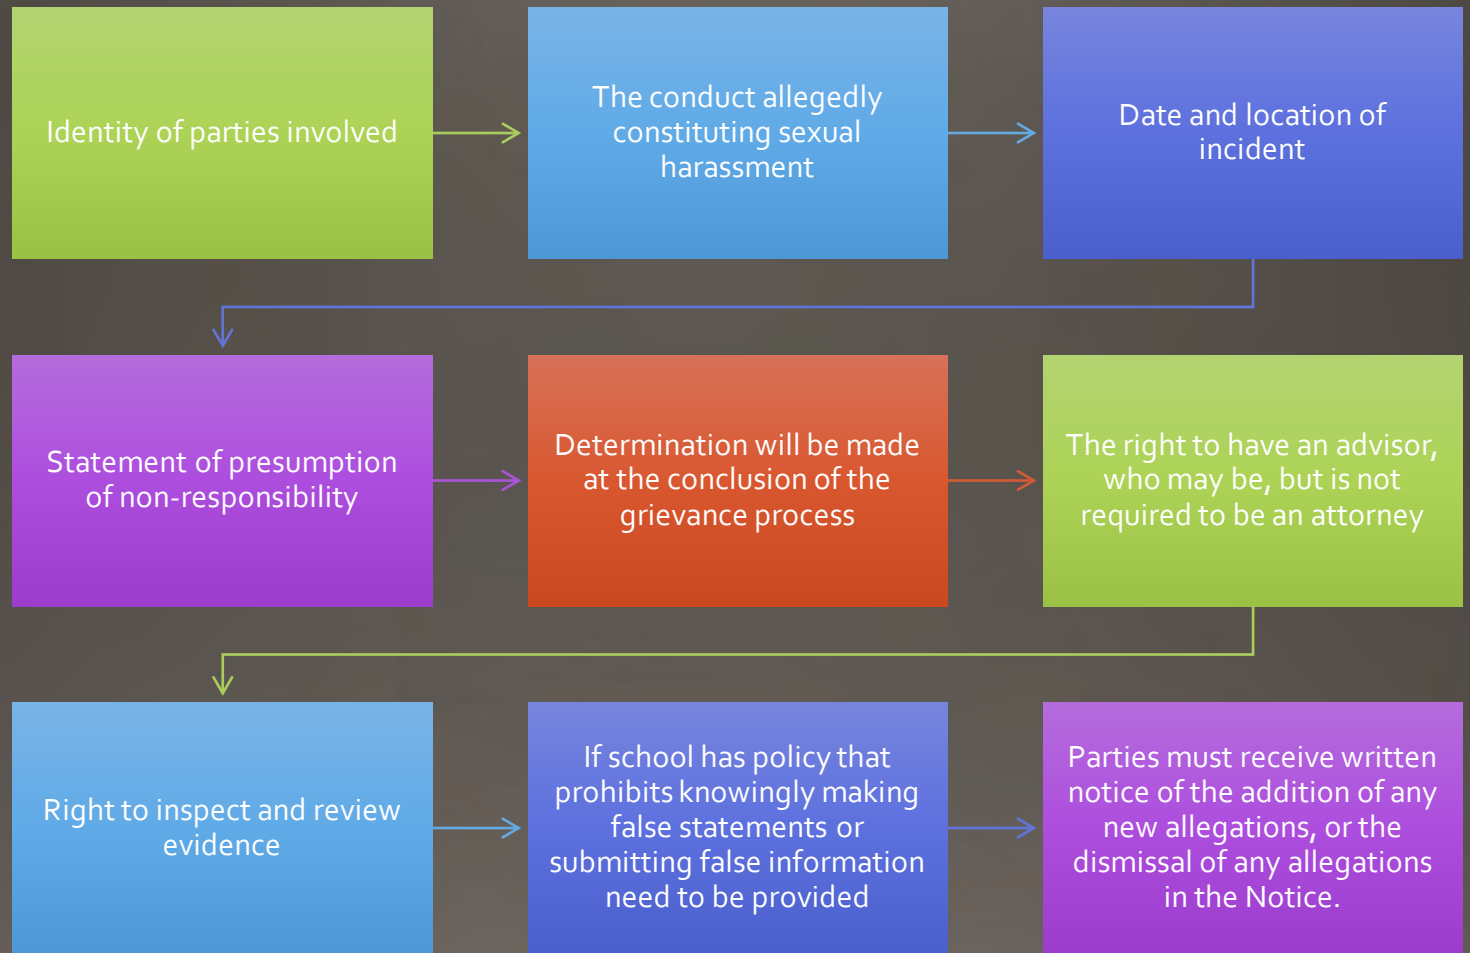 Identity of parties involved
The conduct allegedly
constituting sexual
harassment
Date and location of
incident
Statement of presumption
of non-responsibility
Determination will be made
at the conclusion of the
grievance process
The right to have an advisor,
who may be, but is not
required to be an attorney
Right to inspect and review
evidence
If school has policy that
prohibits knowingly making
false statements or
submitting false information
need to be provided
Parties must receive written
notice of the addition of any
new allegations, or the
dismissal of any allegations
in the Notice.